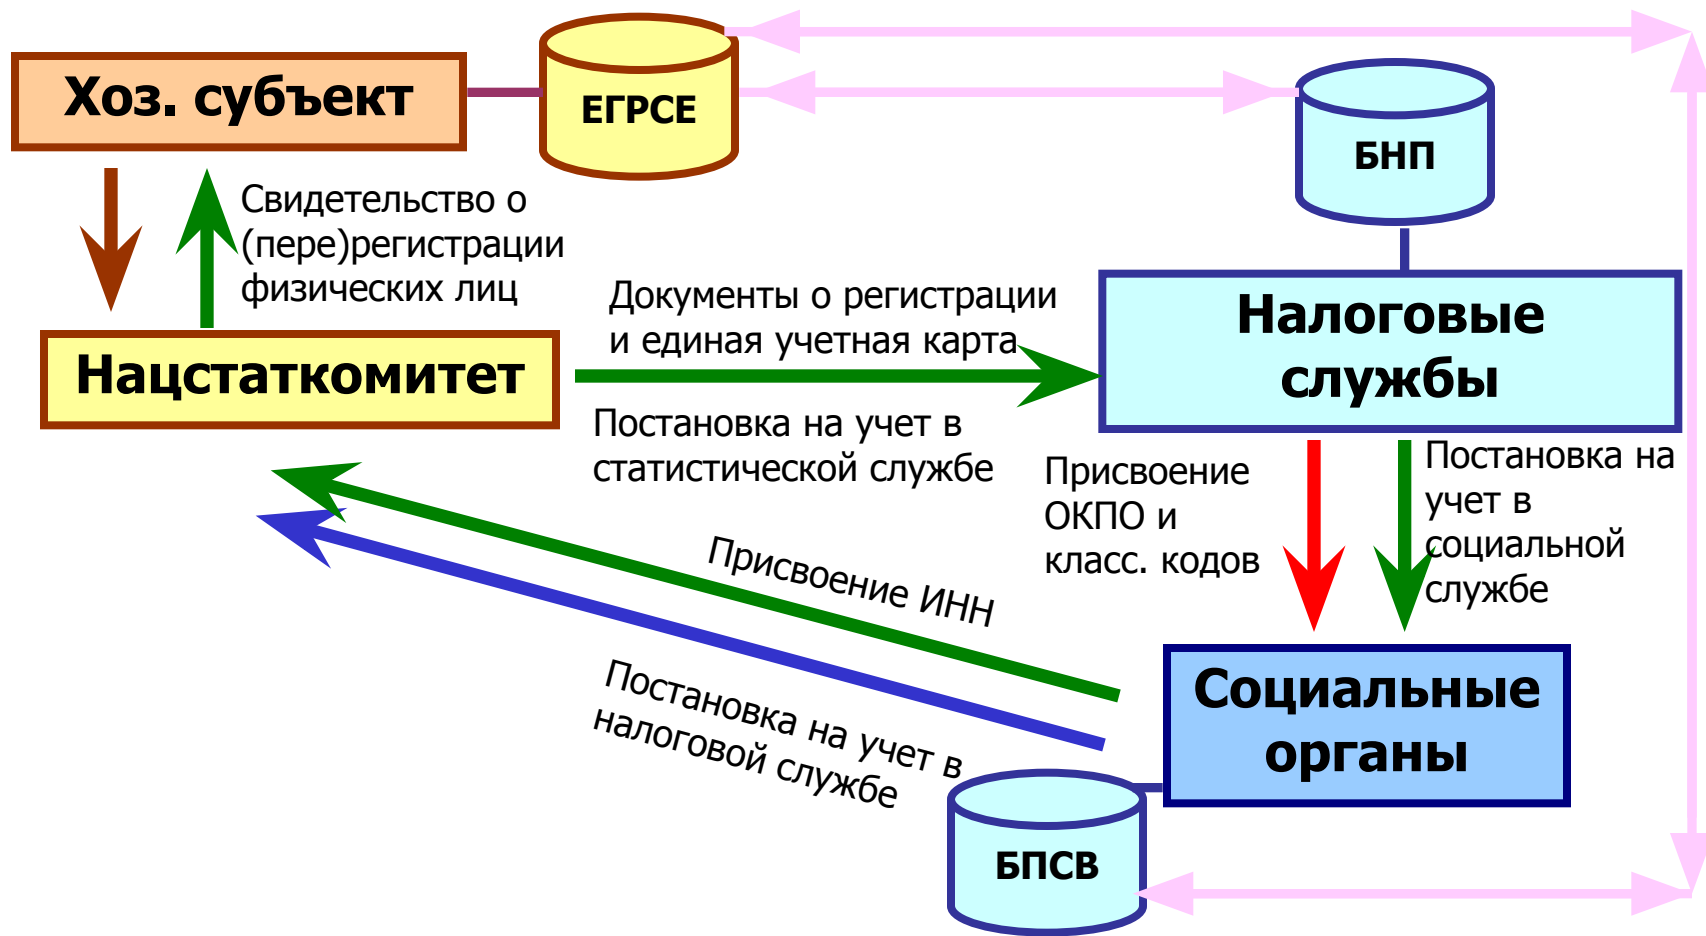 Хоз. субъект
ЕГРСЕ
БНП
Свидетельство о
(пере)регистрации
физических лиц
Документы о регистрации
и единая учетная карта
Налоговые
службы
Нацстаткомитет
Постановка на учет в
статистической службе
Присвоение
ОКПО и
класс. кодов
Постановка на
учет в
социальной
службе
Присвоение ИНН
Постановка на учет в
налоговой службе
Социальные
органы
БПСВ